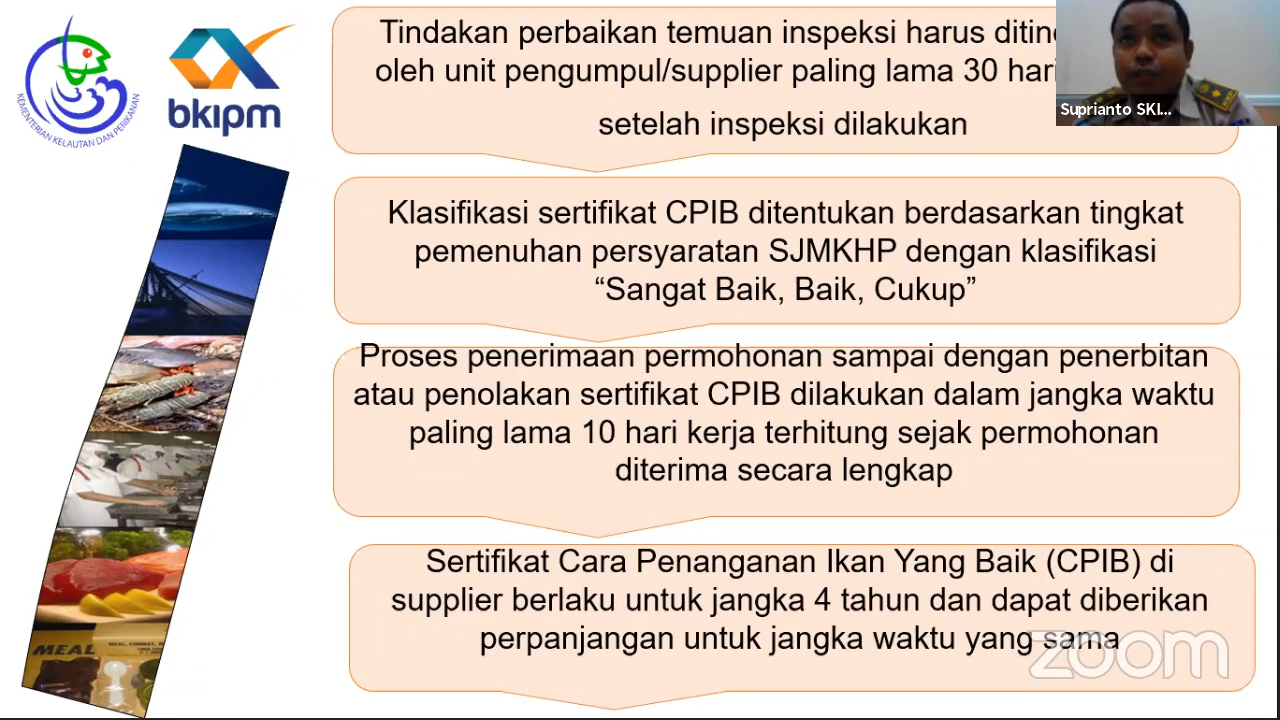 KEMENTERIAN KELAUTAN DAN PERIKANAN
bkipm
Tindakan perbaikan temuan inspeksi harus
oleh unit pengumpul/supplier paling lama 30 hari
setelah inspeksi dilakukan
Suprianto SKI...
Klasifikasi sertifikat CPIB ditentukan berdasarkan tingkat
pemenuhan persyaratan SJMKHP dengan klasifikasi
“Sangat Baik, Baik, Cukup”
Proses penerimaan permohonan sampai dengan penerbitan
atau penolakan sertifikat CPIB dilakukan dalam jangka waktu
paling lama 10 hari kerja terhitung sejak permohonan
diterima secara lengkap
Sertifikat Cara Penanganan Ikan Yang Baik (CPIB) di
supplier berlaku untuk jangka 4 tahun dan dapat diberikan
perpanjangan untuk jangka waktu yang sama
zoom
MEAL